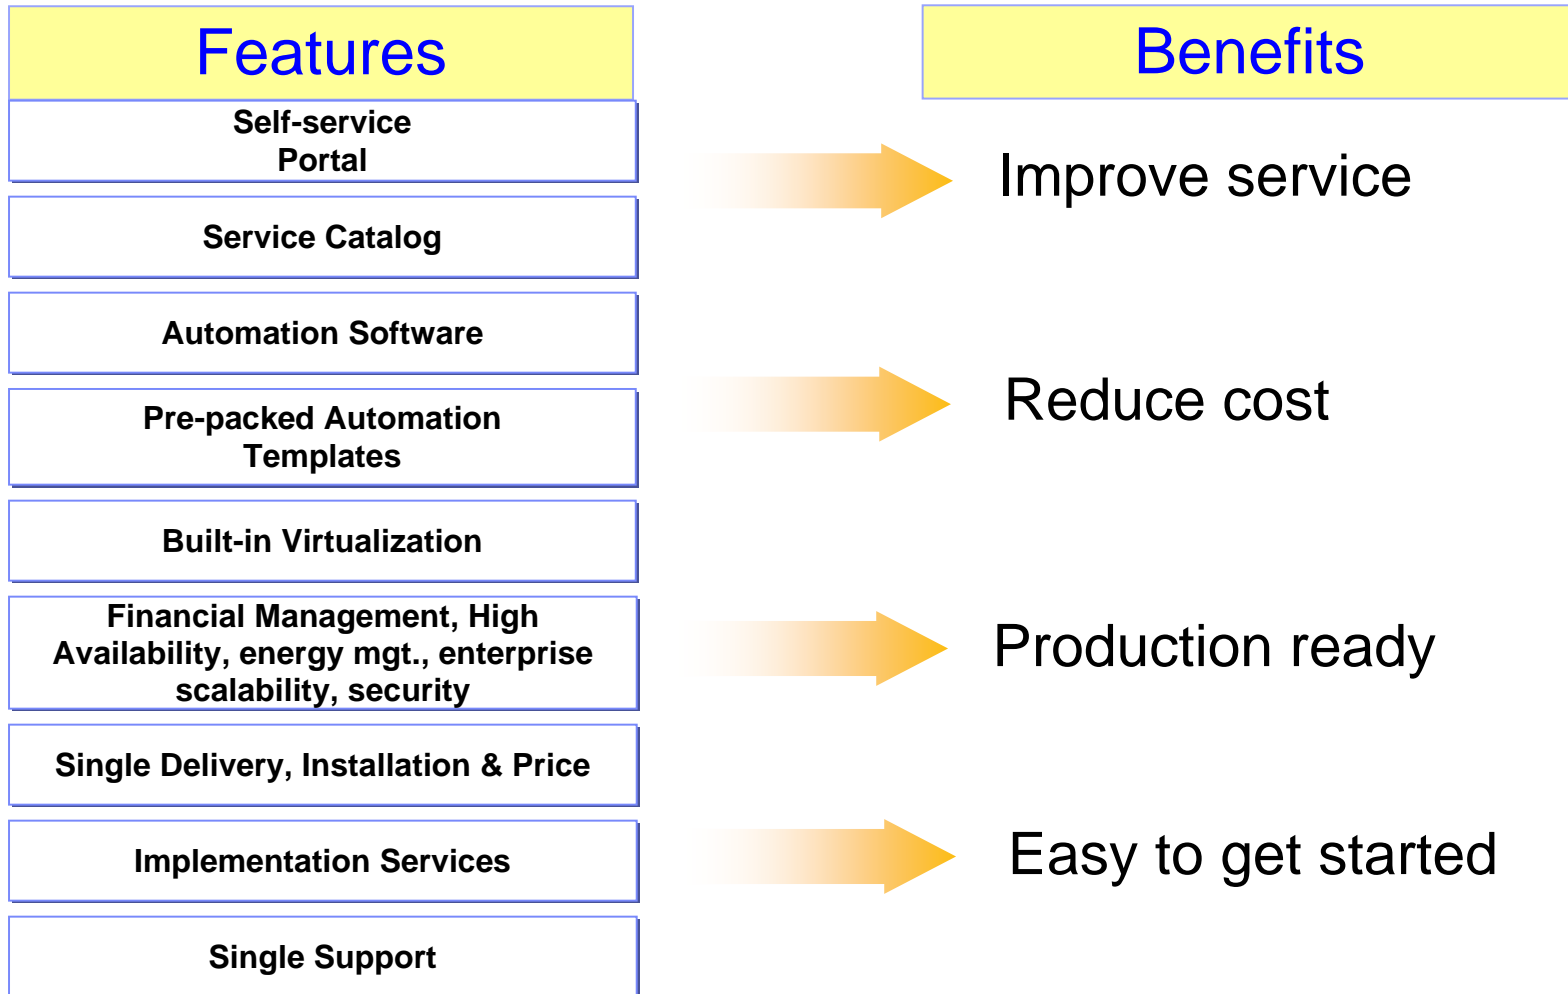 Features
Self-service
Portal
Service Catalog
Automation Software
Pre-packed Automation
Templates
Built-in Virtualization
Financial Management, High
Availability, energy mgt., enterprise
scalability, security
Single Delivery, Installation & Price
Implementation Services
Single Support
Benefits
Improve service
Reduce cost
Production ready
Easy to get started